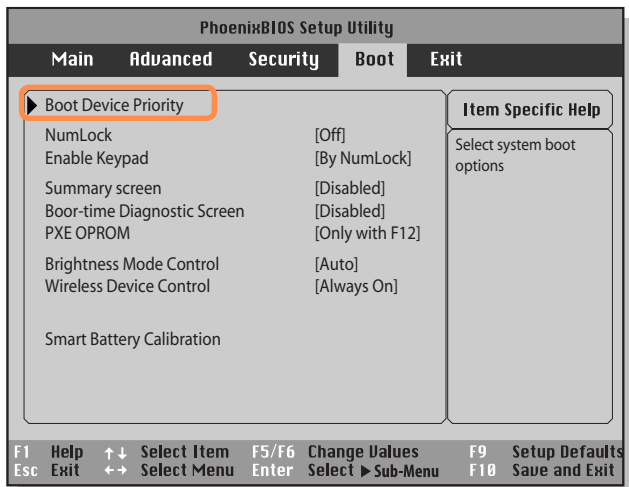 PhoenixBIOS Setup Utility
Main Advanced Security Boot Exit
Boot Device Priority
NumLock [Off]
Enable Keypad [By NumLock]
Summary screen [Disabled]
Boor-time Diagnostic Screen [Disabled]
PXE OPROM [Only with F12]
Brightness Mode Control [Auto]
Wireless Device Control [Always On]
Smart Battery Calibration
Item Specific Help
Select system boot
options
F1 Help ↑↓ Select Item F5/F6 Change Values F9 Setup Defaults
Esc Exit ←→ Select Menu Enter Select ▶ Sub-Menu F10 Save and Exit